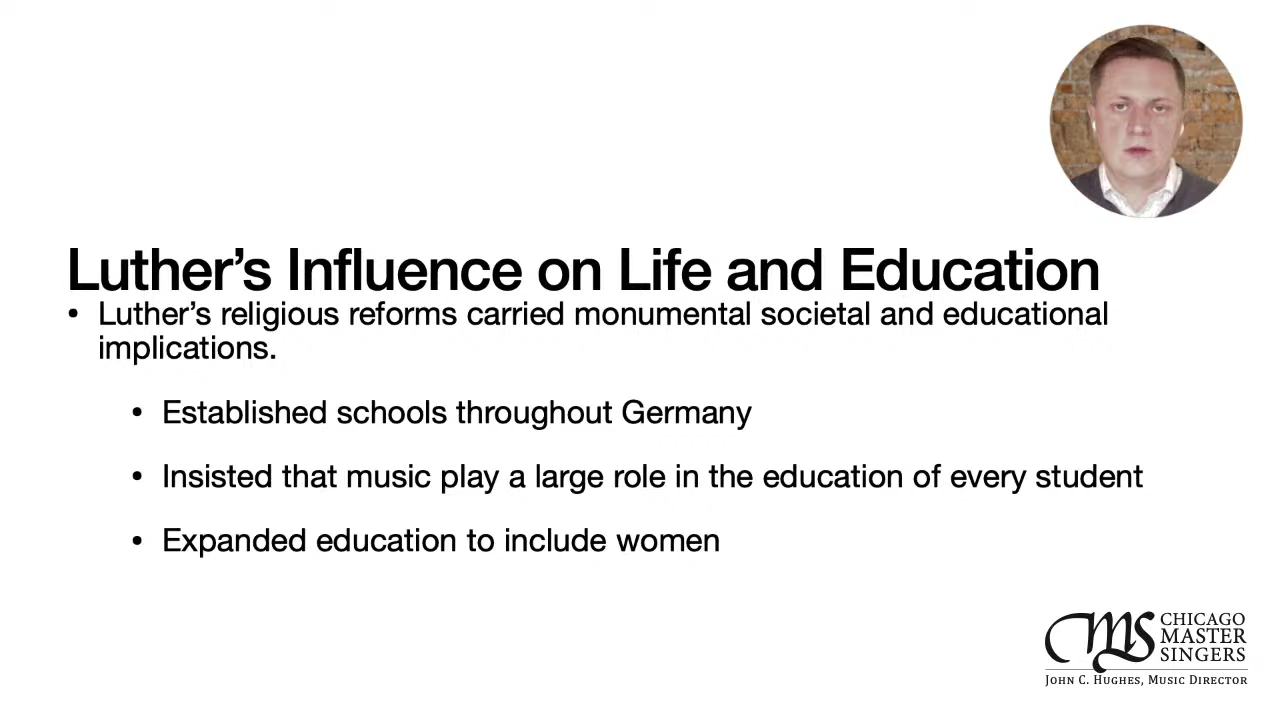 Luther’s Influence on Life and Education
• Luther’s religious reforms carried monumental societal and educational
implications.
• Established schools throughout Germany
• Insisted that music play a large role in the education of every student
• Expanded education to include women
CMS
CHICAGO
MASTER
SINGERS
John C. Hughes, Music Director